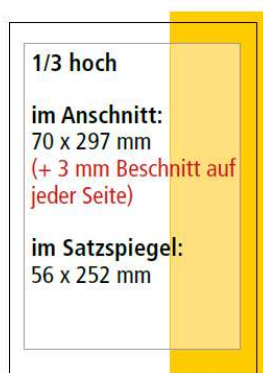 1/3 hoch
im Anschnitt:
70 x 297 mm
(+ 3 mm Beschnitt auf
jeder Seite)
im Satzspiegel:
56 x 252 mm